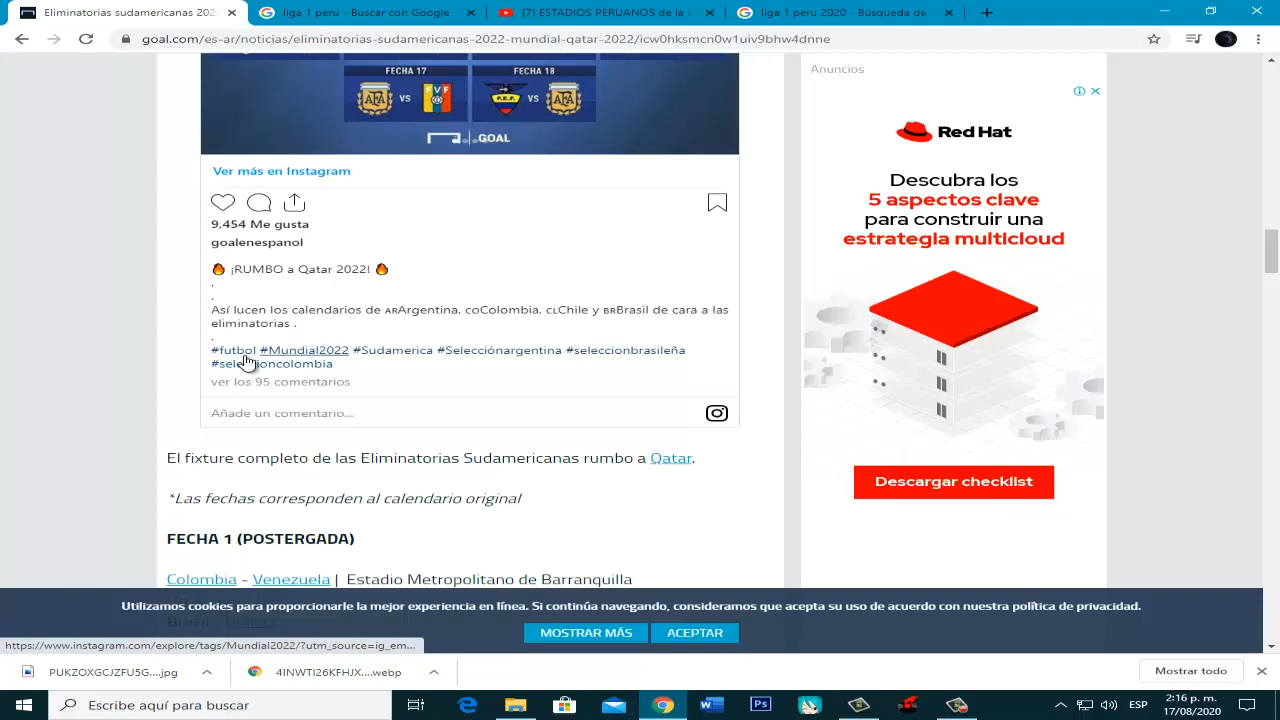 Eliminatorias sudamericanas 202
liga 1 peru - Buscar con Google
(7) ESTADIOS PERUANOS de la L
liga 1 peru 2020 - Búsqueda de
goal.com/es-ar/noticias/eliminatorias-sudamericanas-2022-mundial-qatar-2022/icw0hksmcn0w1uiv9bhw4dnne
FECHA 17 FECHA 18
AFA VS FVF F.E.F. VS AFA
GOAL
Ver más en Instagram
9,454 Me gusta
goalenespanol
¡RUMBO a Qatar 2022!
.
.
Así lucen los calendarios de ARArgentina, COColombia, CLChile y BRBrasil de cara a las
eliminatorias .
.
#futbol #Mundial2022 #Sudamerica #Selecciónargentina #seleccionbrasileña
#seleccioncolombia
ver los 95 comentarios
Añade un comentario...
El fixture completo de las Eliminatorias Sudamericanas rumbo a Qatar.
*Las fechas corresponden al calendario original
FECHA 1 (POSTERGADA)
Colombia - Venezuela | Estadio Metropolitano de Barranquilla
Anuncios
Red Hat
Descubra los
5 aspectos clave
para construir una
estrategia multicloud
Descargar checklist
Utilizamos cookies para proporcionarle la mejor experiencia en línea. Si continúa navegando, consideramos que acepta su uso de acuerdo con nuestra política de privacidad.
MOSTRAR MÁS ACEPTAR
https://www.instagram.com/explore/tags/Mundial2022/?utm_source=ig_em...
PUKZOXGCJZFU5G....jpg
4INWTI26KFHJX....webp
Mostrar todo
Escribe aquí para buscar
W
Ps
ESP
2:16 p. m.
17/08/2020